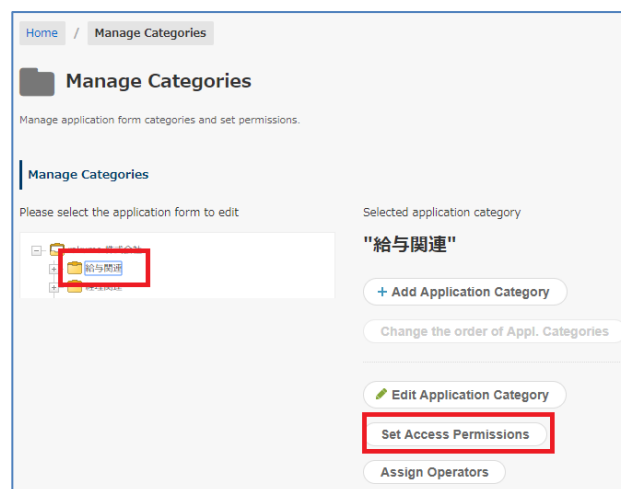 Home / Manage Categories
Manage Categories
Manage application form categories and set permissions.
Manage Categories
Please select the application form to edit
Selected application category
"給与関連"
給与関連
+ Add Application Category
Change the order of Appl. Categories
Edit Application Category
Set Access Permissions
Assign Operators